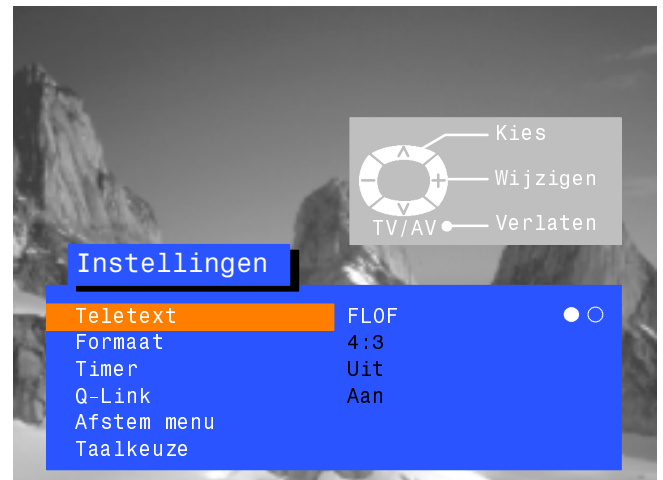 Kies
Wijzigen
TV/AV Verlaten
Instellingen
Teletext FLOF
Formaat 4:3
Timer Uit
Q-Link Aan
Afstem menu
Taalkeuze